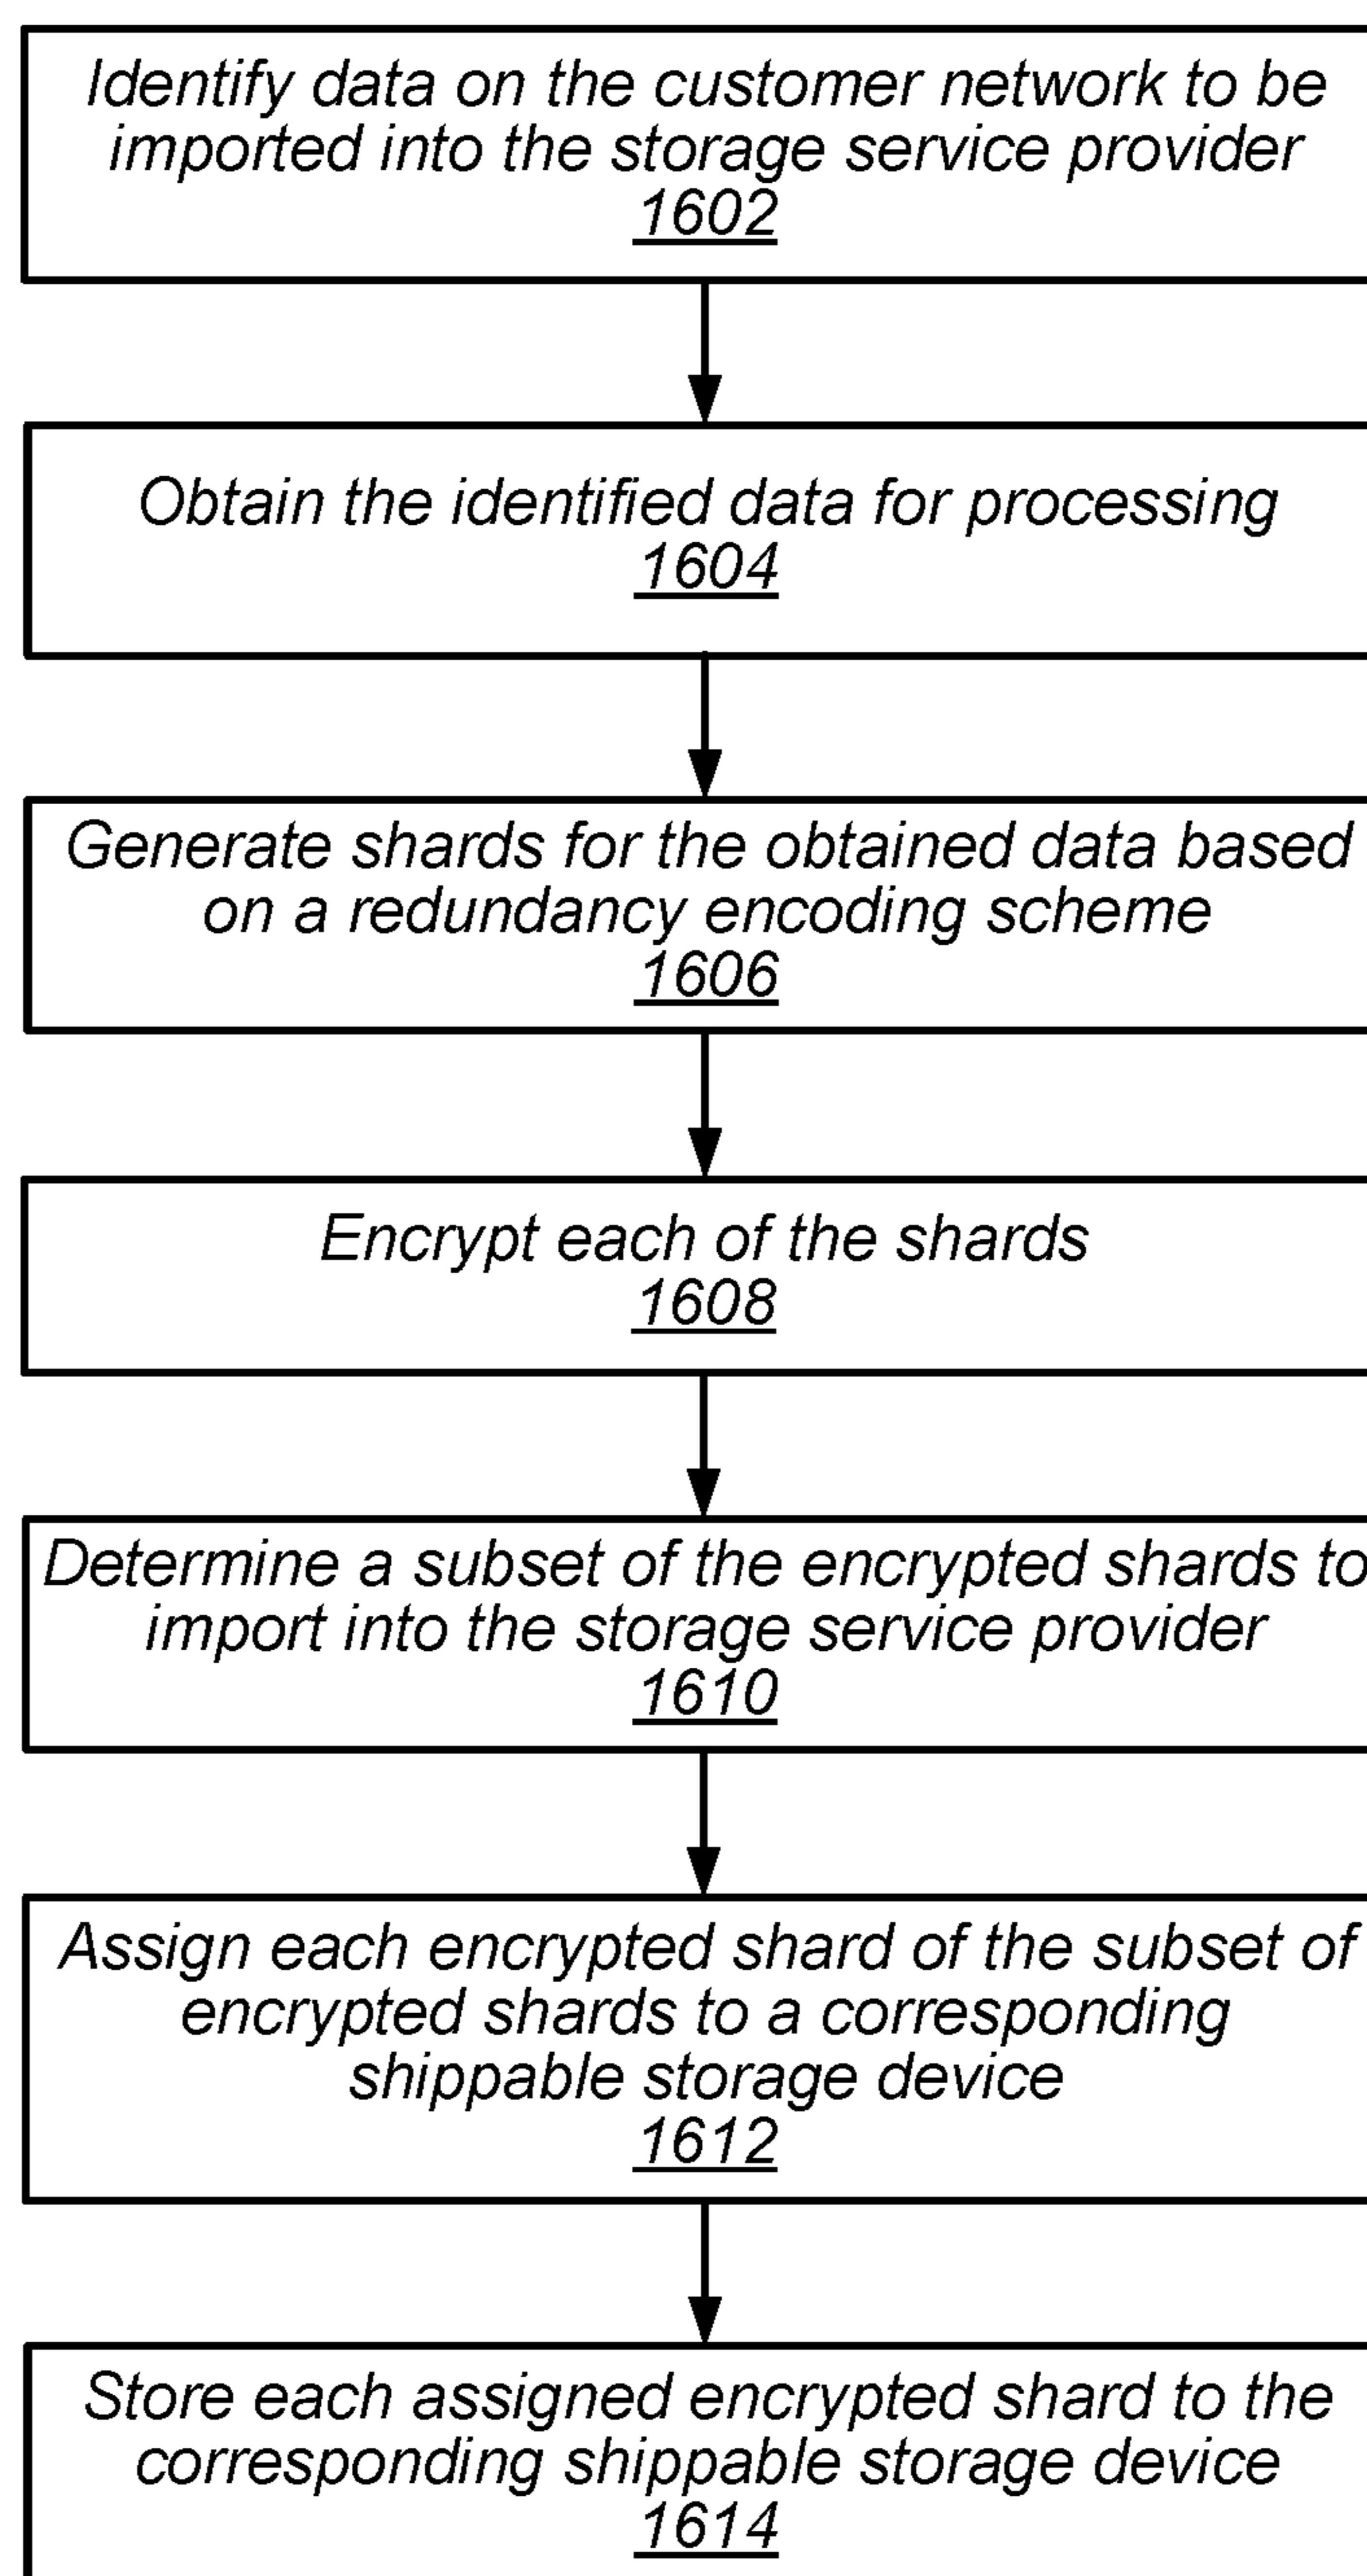 Identify data on the customer network to be
imported into the storage service provider
1602
Obtain the identified data for processing
1604
Generate shards for the obtained data based
on a redundancy encoding scheme
1606
Encrypt each of the shards
1608
Determine a subset of the encrypted shards to
import into the storage service provider
1610
Assign each encrypted shard of the subset of
encrypted shards to a corresponding
shippable storage device
1612
Store each assigned encrypted shard to the
corresponding shippable storage device
1614